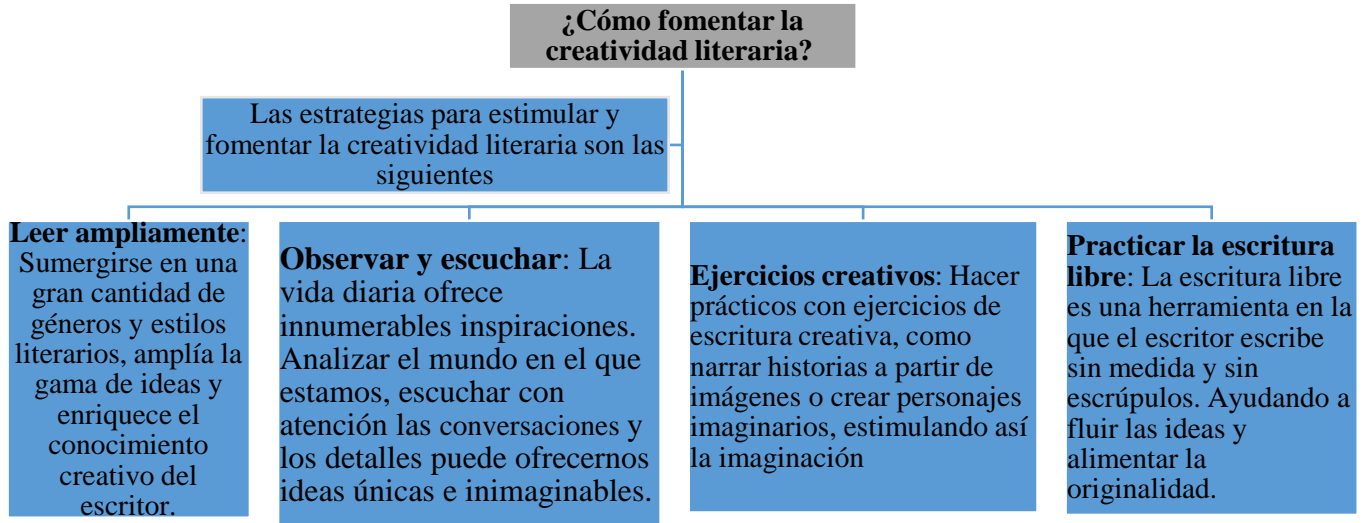 ¿Cómo fomentar la
creatividad literaria?
Las estrategias para estimular y
fomentar la creatividad literaria son las
siguientes
Leer ampliamente:
Sumergirse en una
gran cantidad de
géneros y estilos
literarios, amplía la
gama de ideas y
enriquece el
conocimiento
creativo del
escritor.
Observar y escuchar: La
vida diaria ofrece
innumerables inspiraciones.
Analizar el mundo en el que
estamos, escuchar con
atención las conversaciones y
los detalles puede ofrecernos
ideas únicas e inimaginables.
Ejercicios creativos: Hacer
prácticos con ejercicios de
escritura creativa, como
narrar historias a partir de
imágenes o crear personajes
imaginarios, estimulando así
la imaginación
Practicar la escritura
libre: La escritura libre
es una herramienta en la
que el escritor escribe
sin medida y sin
escrúpulos. Ayudando a
fluir las ideas y
alimentar la
originalidad.